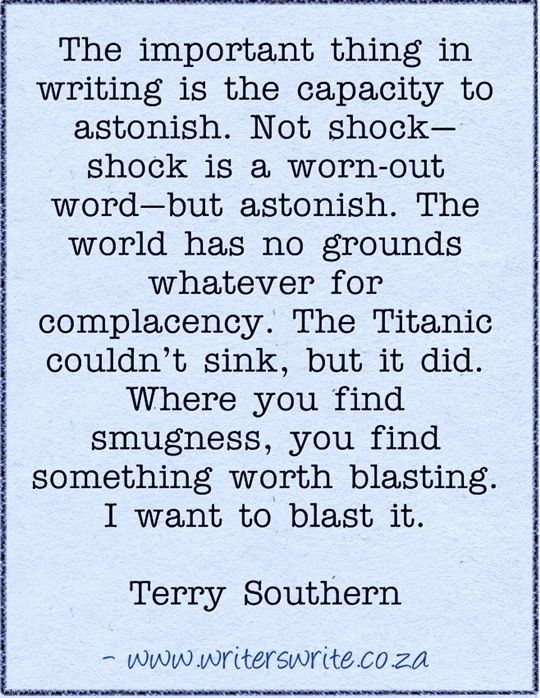 The important thing in
writing is the capacity to
astonish. Not shock—
shock is a worn-out
word—but astonish. The
world has no grounds
whatever for
complacency. The Titanic
couldn't sink, but it did.
Where you find
smugness, you find
something worth blasting.
I want to blast it.
Terry Southern
- www.writerswrite.co.za